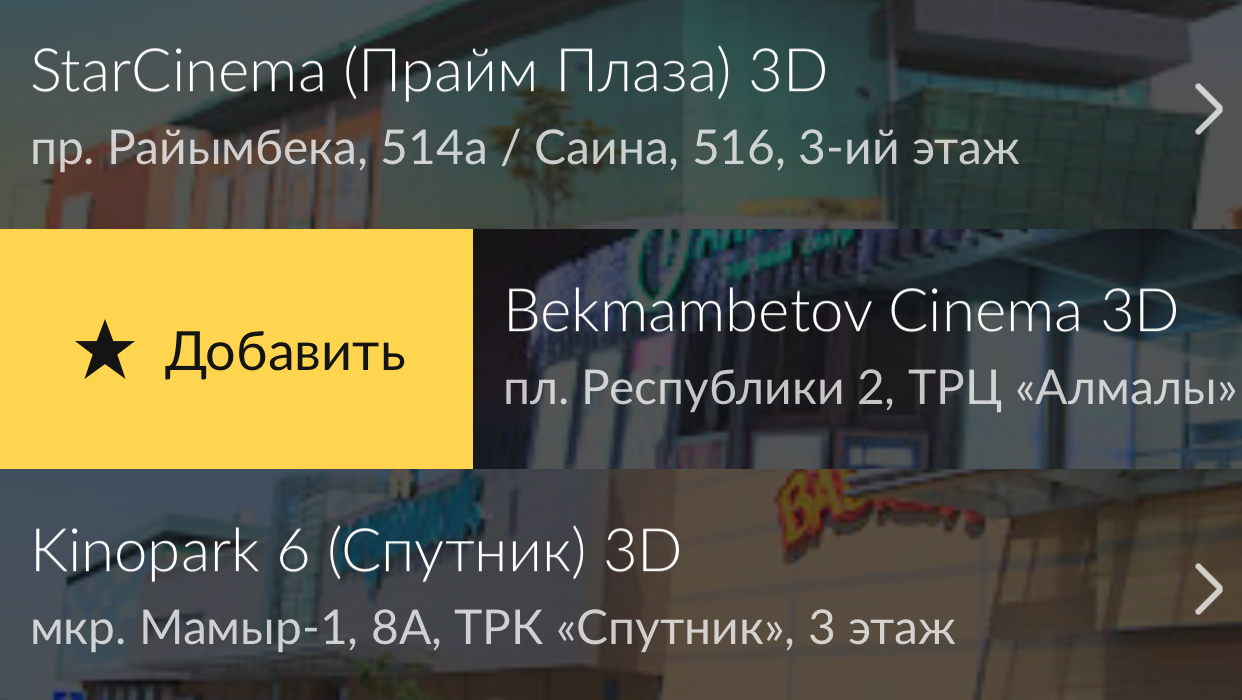 StarCinema (Прайм Плаза) 3D
пр. Райымбека, 514а / Саина, 516, 3-ий этаж
Добавить
Bekmambetov Cinema 3D
пл. Республики 2, ТРЦ «Алмалы»
Kinopark 6 (Спутник) 3D
мкр. Мамыр-1, 8А, ТРК «Спутник», 3 этаж